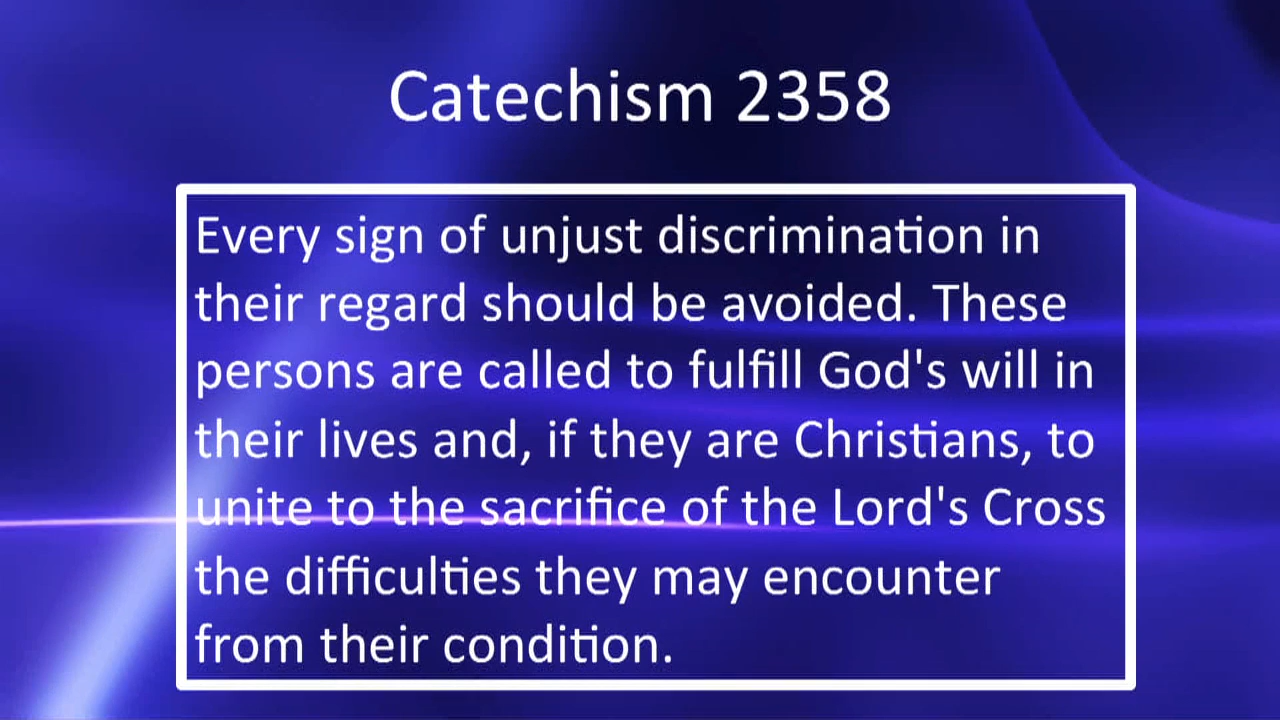 Catechism 2358
Every sign of unjust discrimination in
their regard should be avoided. These
persons are called to fulfill God's will in
their lives and, if they are Christians, to
unite to the sacrifice of the Lord's Cross
the difficulties they may encounter
from their condition.